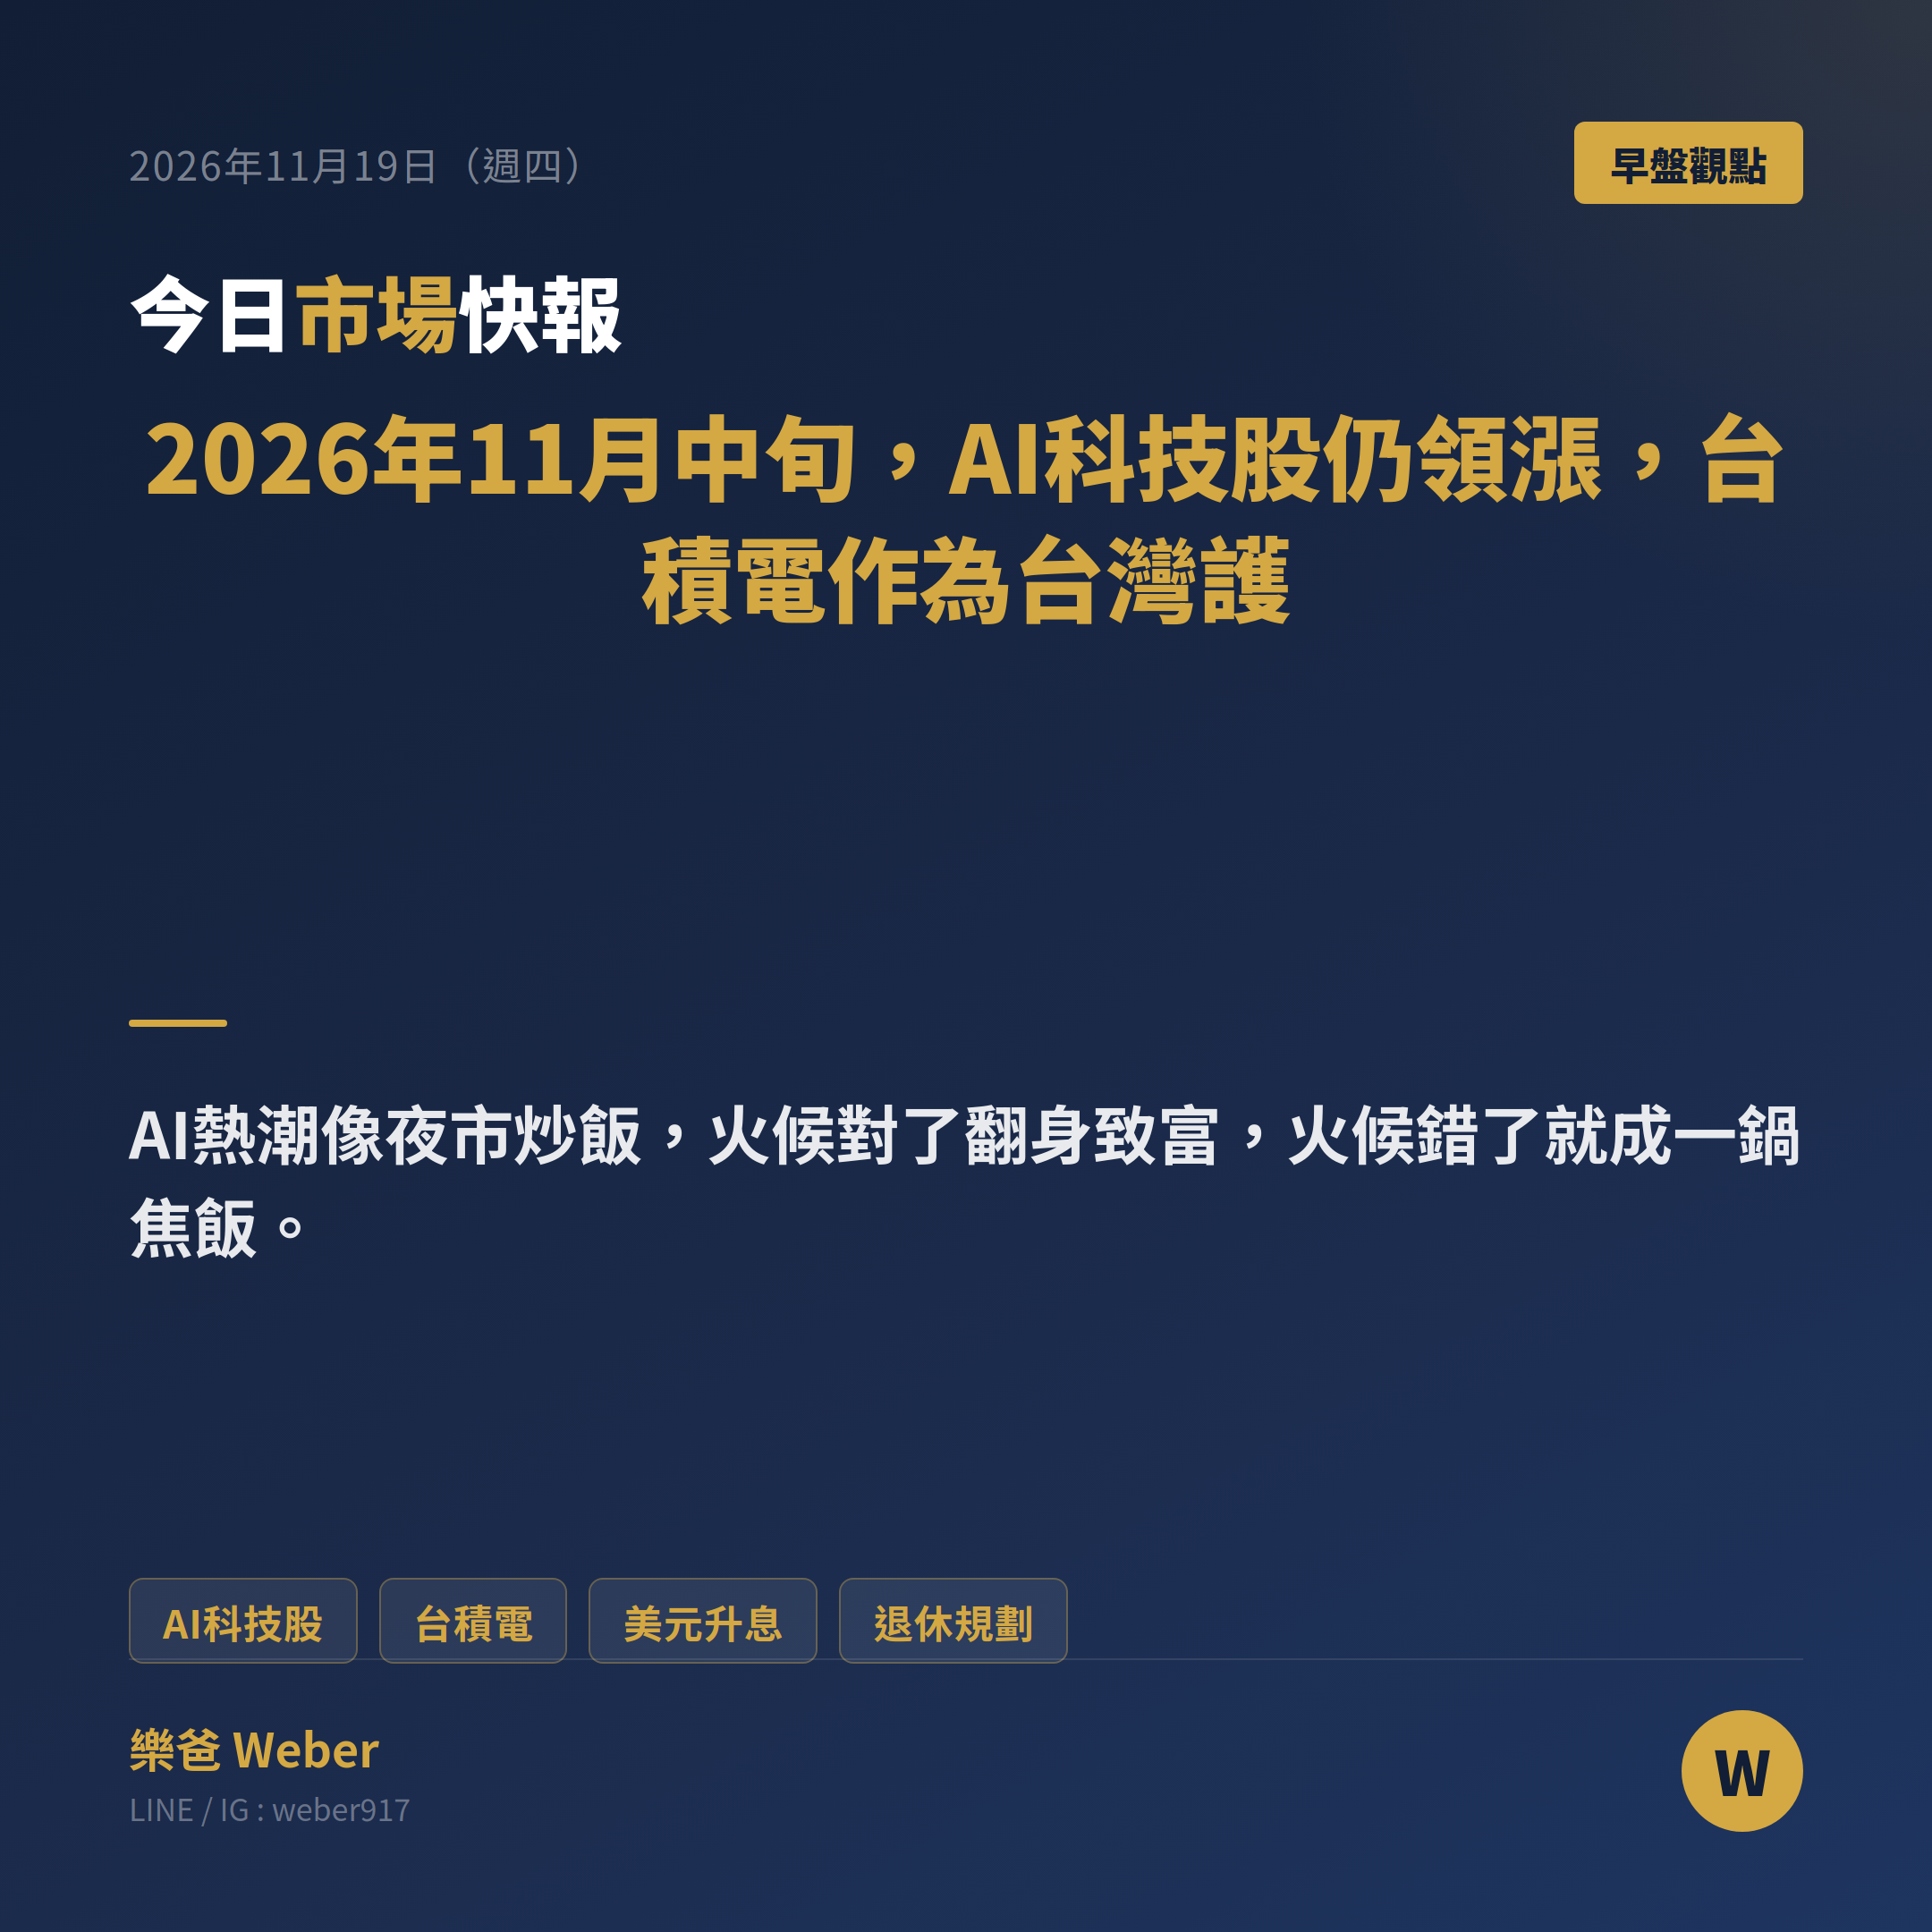 2026年11月19日（週四）
早盤觀點
今日市場快報
2026年11月中旬，AI科技股仍領漲，台
積電作為台灣護
AI熱潮像夜市炒飯，火候對了翻身致富，火候錯了就成一鍋
焦飯。
AI科技股
台積電
美元升息
退休規劃
樂爸 Weber
LINE / IG : weber917
W